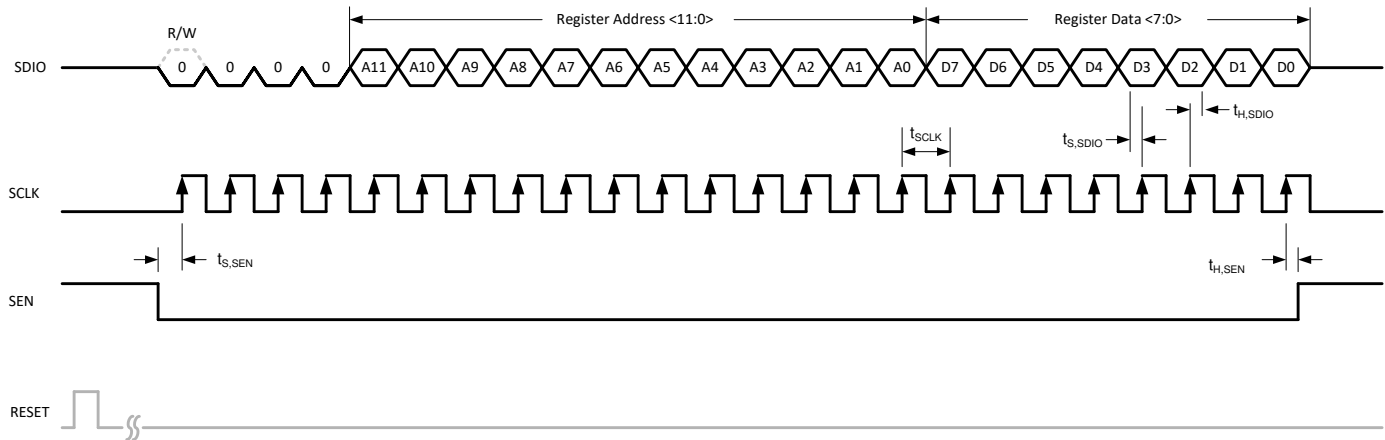 Register Address <11:0> Register Data <7:0>
R/W
SDIO 0 0 0 0 A11 A10 A9 A8 A7 A6 A5 A4 A3 A2 A1 A0 D7 D6 D5 D4 D3 D2 D1 D0
tSCLK tS,SDIO tH,SDIO
SCLK
tS,SEN tH,SEN
SEN
RESET